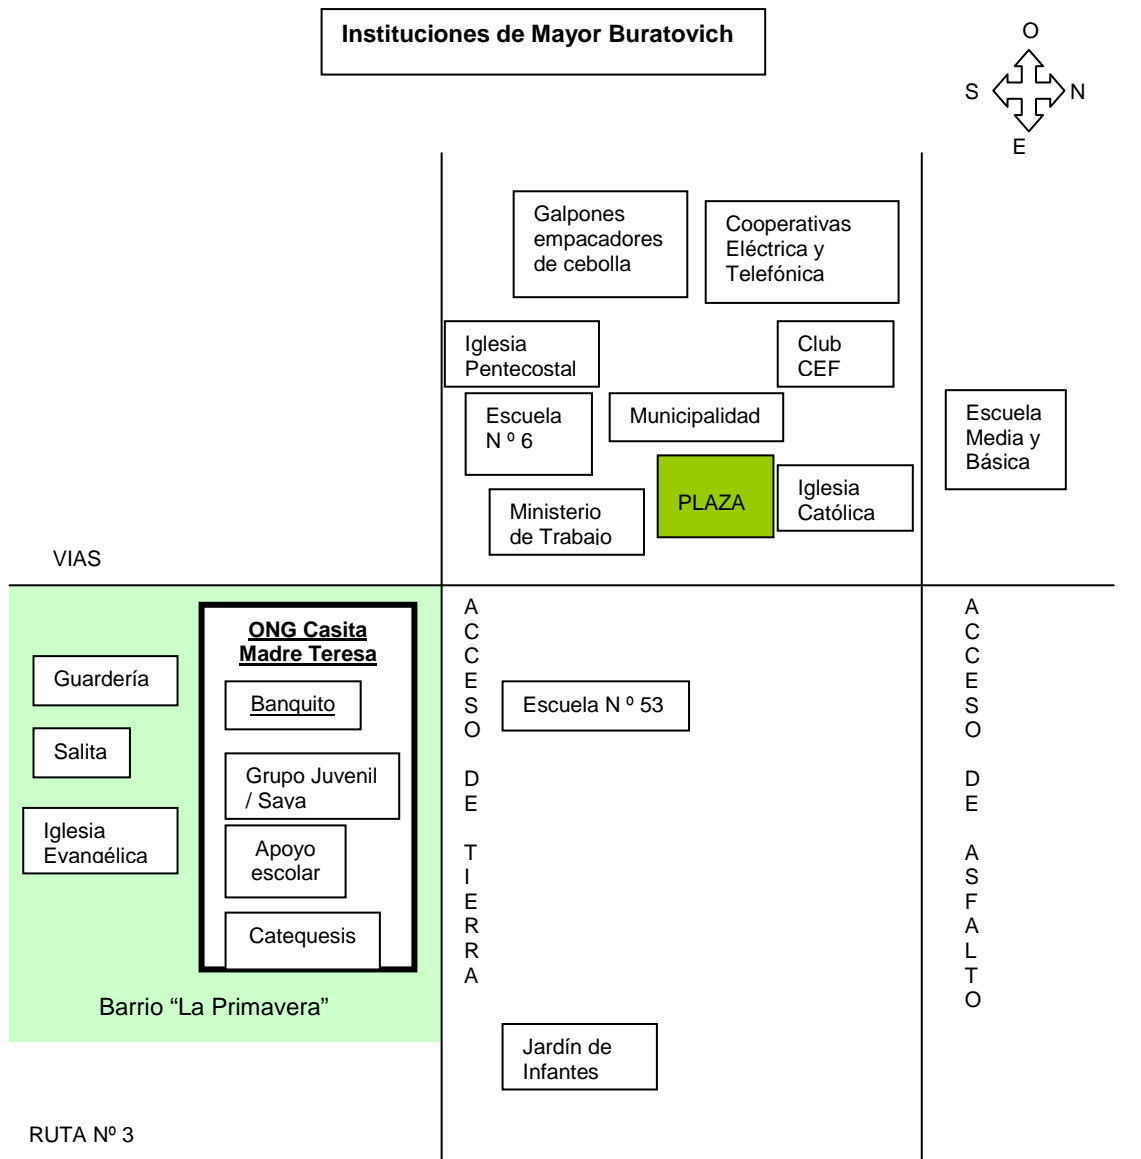 Instituciones de Mayor Buratovich
O
S
N
E
Galpones
empacadores
de cebolla
Cooperativas
Eléctrica y
Telefónica
Iglesia
Pentecostal
Club
CEF
Escuela
N º 6
Municipalidad
Escuela
Media y
Básica
Ministerio
de Trabajo
PLAZA
Iglesia
Católica
VIAS
ONG Casita
Madre Teresa
Guardería
Banquito
Salita
Grupo Juvenil
/ Sava
Iglesia
Evangélica
Apoyo
escolar
Catequesis
Barrio “La Primavera”
ACCESO DE TIERRA
Escuela N º 53
Jardín de
Infantes
ACCESO DE ASFALTO
RUTA Nº 3